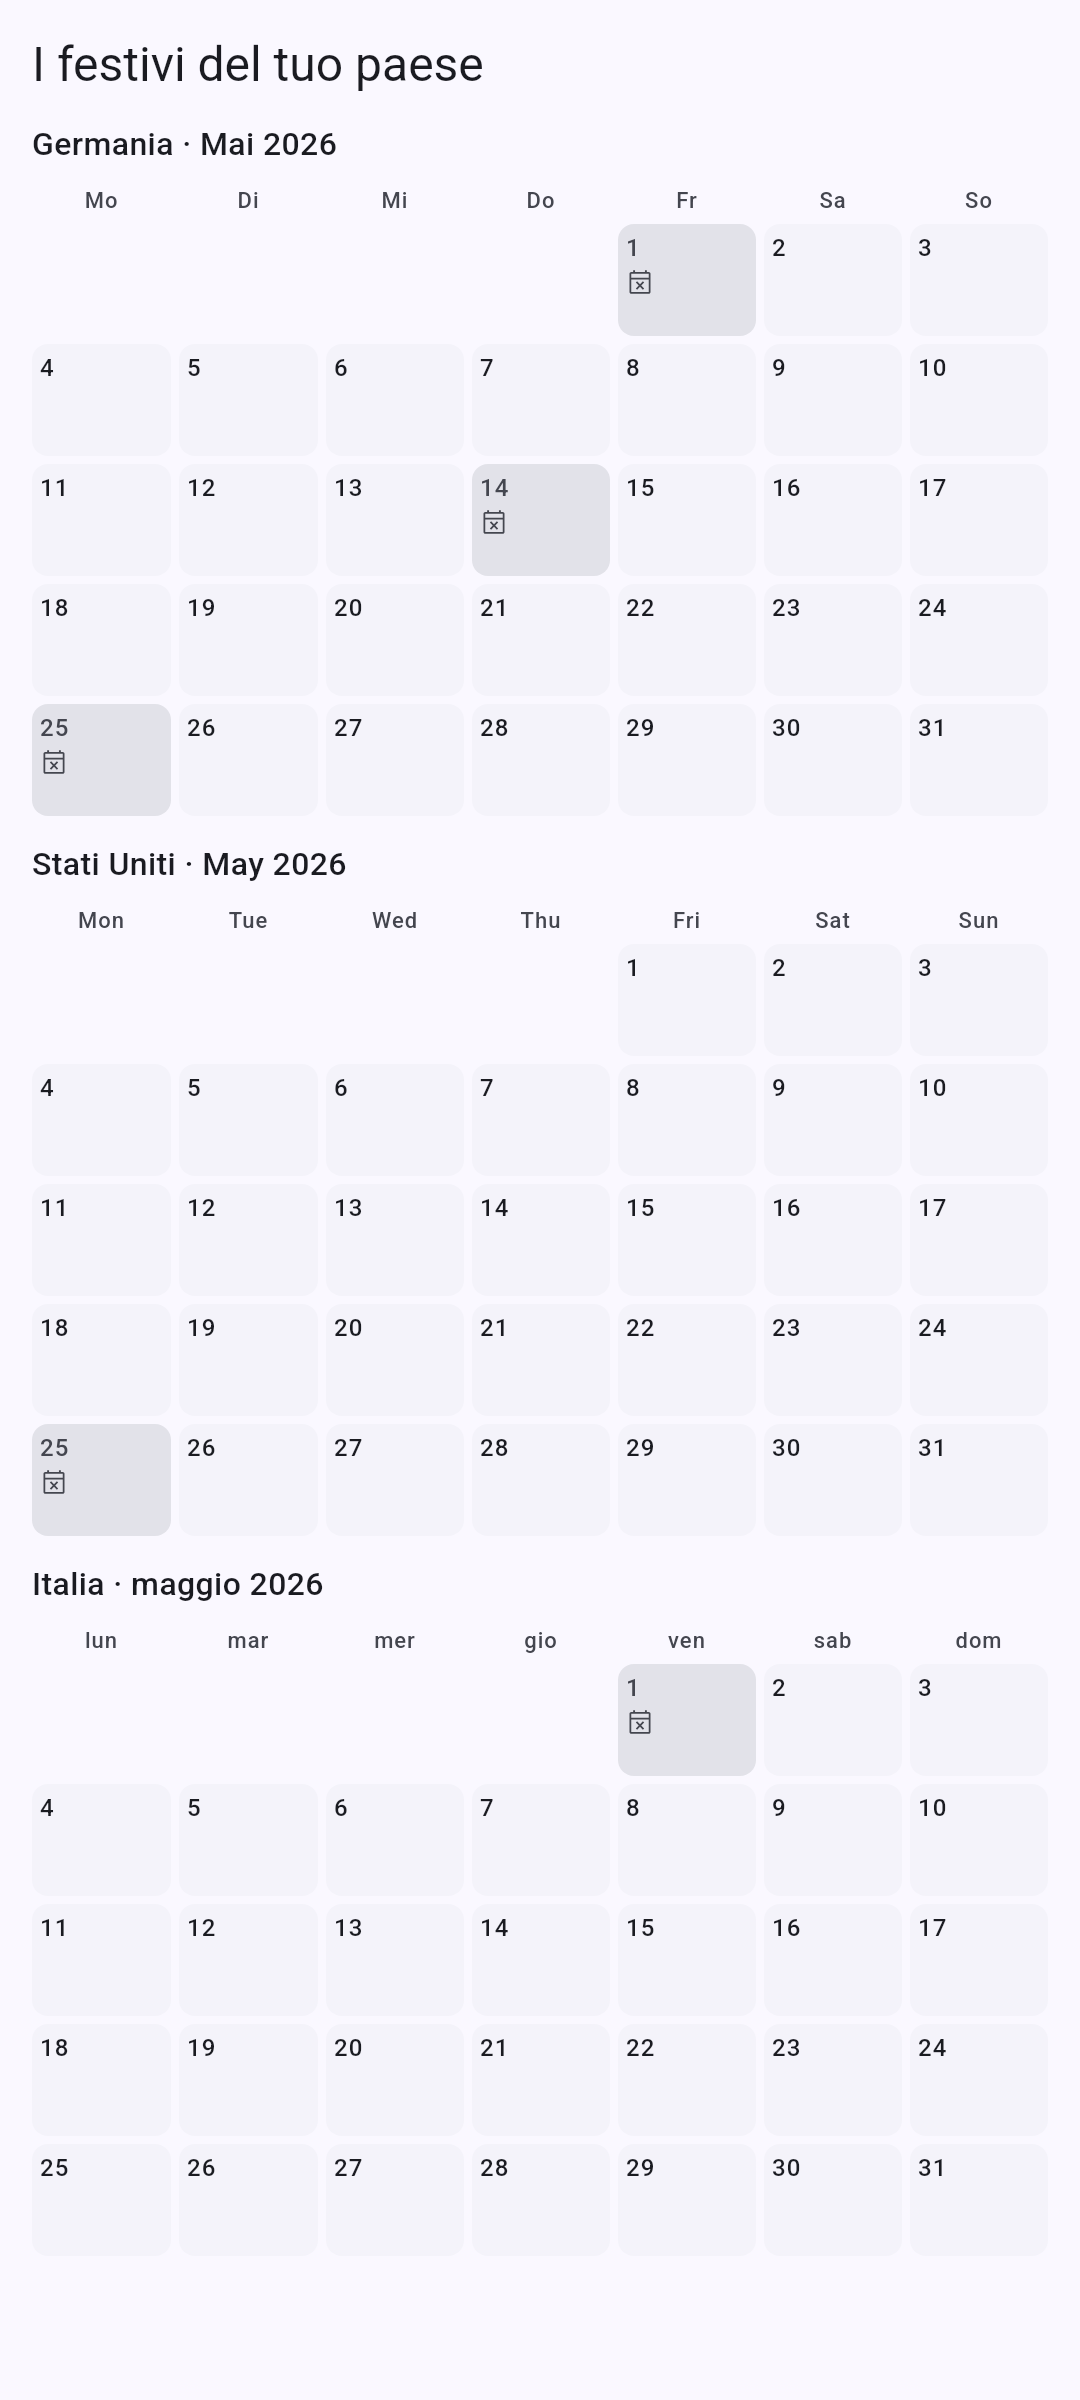 I festivi del tuo paese
Germania · Mai 2026
Mo Di Mi Do Fr Sa So
1 2 3
4 5 6 7 8 9 10
11 12 13 14 15 16 17
18 19 20 21 22 23 24
25 26 27 28 29 30 31
Stati Uniti · May 2026
Mon Tue Wed Thu Fri Sat Sun
1 2 3
4 5 6 7 8 9 10
11 12 13 14 15 16 17
18 19 20 21 22 23 24
25 26 27 28 29 30 31
Italia · maggio 2026
lun mar mer gio ven sab dom
1 2 3
4 5 6 7 8 9 10
11 12 13 14 15 16 17
18 19 20 21 22 23 24
25 26 27 28 29 30 31